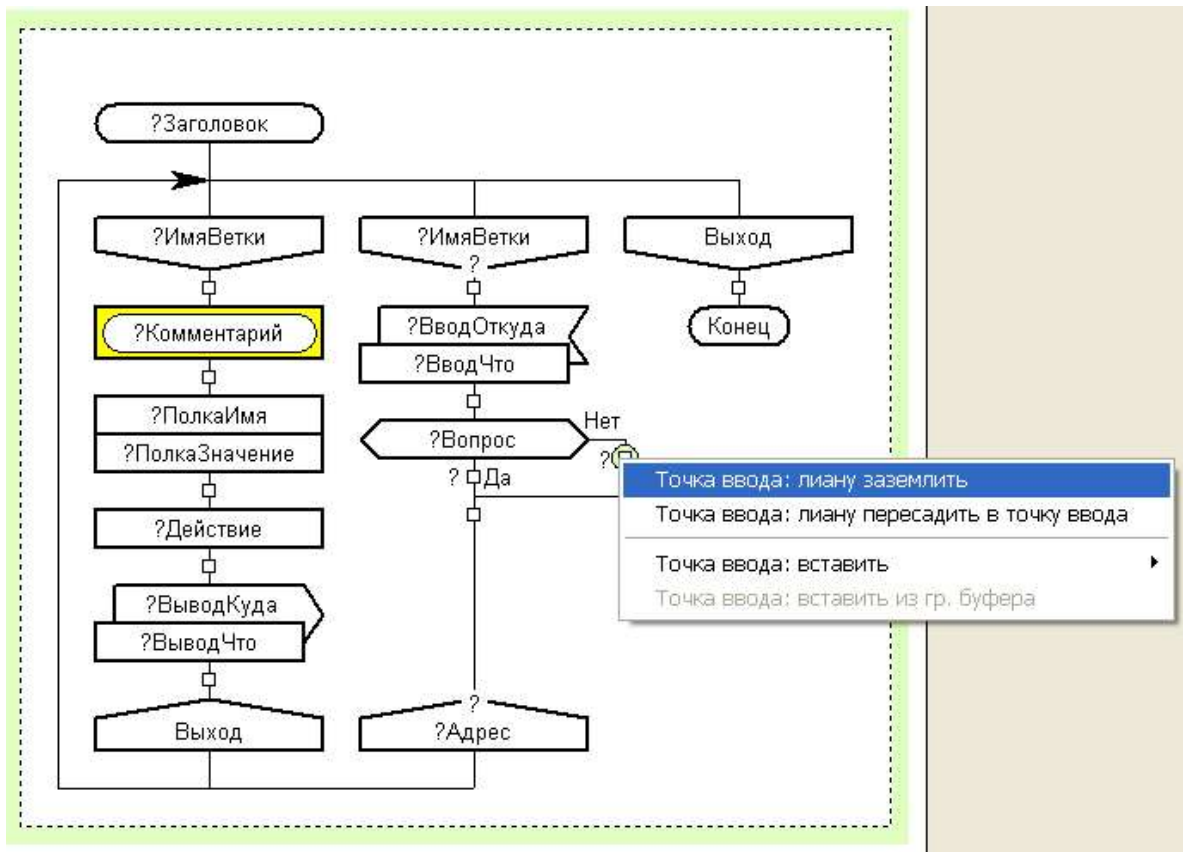 ?Заголовок
?ИмяВетки
?ИмяВетки
?
Выход
?Комментарий
?ВводОткуда
?ВводЧто
Конец
?ПолкаИмя
?ПолкаЗначение
?Вопрос
Нет
?
? Да
?Действие
?ВыводКуда
?ВыводЧто
Выход
?
?Адрес
Точка ввода: лиану заземлить
Точка ввода: лиану пересадить в точку ввода
Точка ввода: вставить
Точка ввода: вставить из гр. буфера